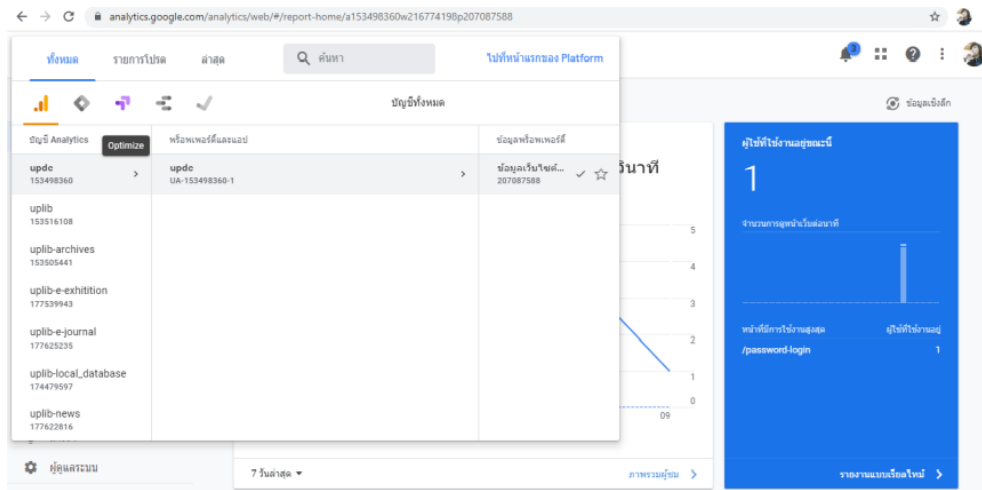 analytics.google.com/analytics/web/#/report-home/a153498360w216774198p207087588
ทั้งหมด รายการโปรด ล่าสุด ค้นหา ไปที่หน้าแรกของ Platform
บัญชีทั้งหมด
ข้อมูลเชิงลึก
บัญชี Analytics พร็อพเพอร์ตี้และแอป ข้อมูลพร็อพเพอร์ตี้
Optimize
updc
153498360
updc
UA-153498360-1
ข้อมูลเว็บไซต์...
207087588
วินาที
uplib
153516108
uplib-archives
153505441
uplib-e-exhitition
177539943
uplib-e-journal
177625235
uplib-local_database
174479597
uplib-news
177622816
5
4
3
2
1
0
09
ผู้ดูแลระบบ
7 วันล่าสุด
ภาพรวมผู้ชม
ผู้ใช้ที่ใช้งานอยู่ขณะนี้
1
จำนวนการดูหน้าเว็บต่อนาที
หน้าที่มีการใช้งานสูงสุด ผู้ใช้ที่ใช้งานอยู่
/password-login 1
รายงานแบบเรียลไทม์